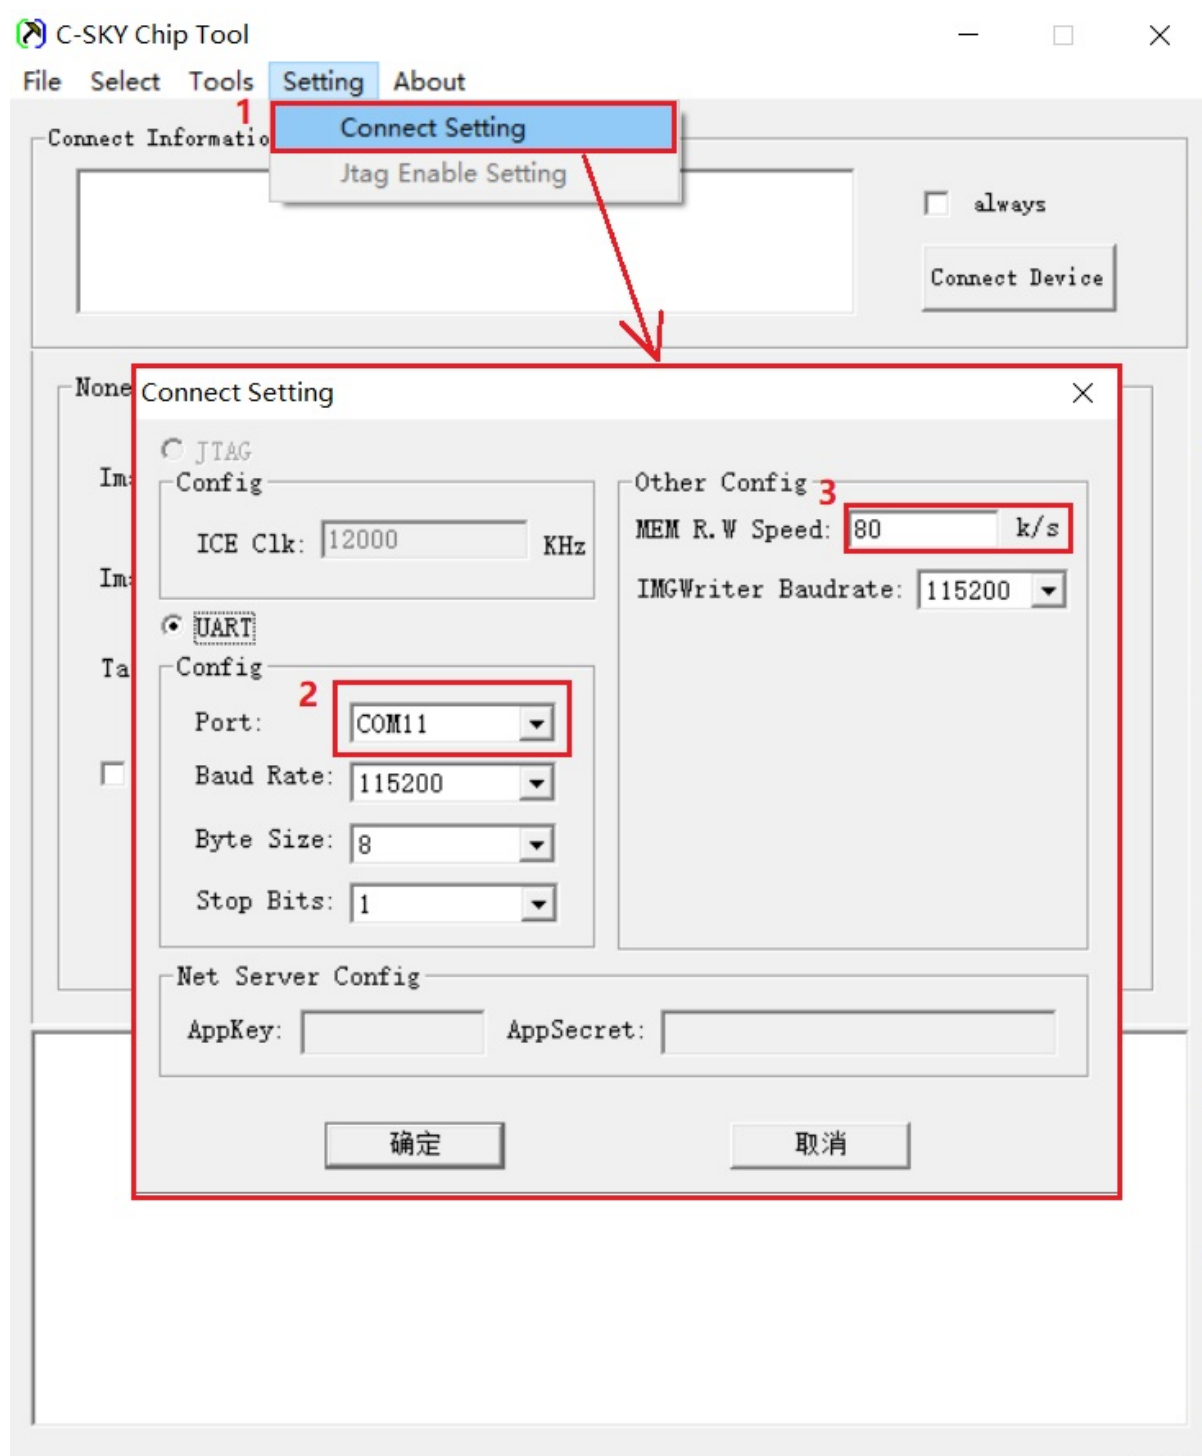 C-SKY Chip Tool
File Select Tools Setting About
1
Connect Setting
Jtag Enable Setting
Connect Informatio
always
Connect Device
None
Connect Setting
JTAG
Config
ICE Clk: 12000 KHz
Other Config
3
MEM R.W Speed: 80 k/s
IMGWriter Baudrate: 115200
UART
Config
2
Port: COM11
Baud Rate: 115200
Byte Size: 8
Stop Bits: 1
Net Server Config
AppKey: AppSecret:
确定 取消
Im
Im
Ta